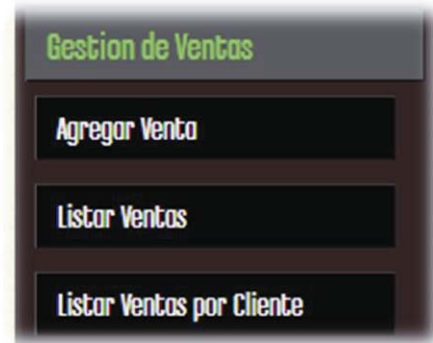 Gestion de Ventas
Agregar Venta
Listar Ventas
Listar Ventas por Cliente